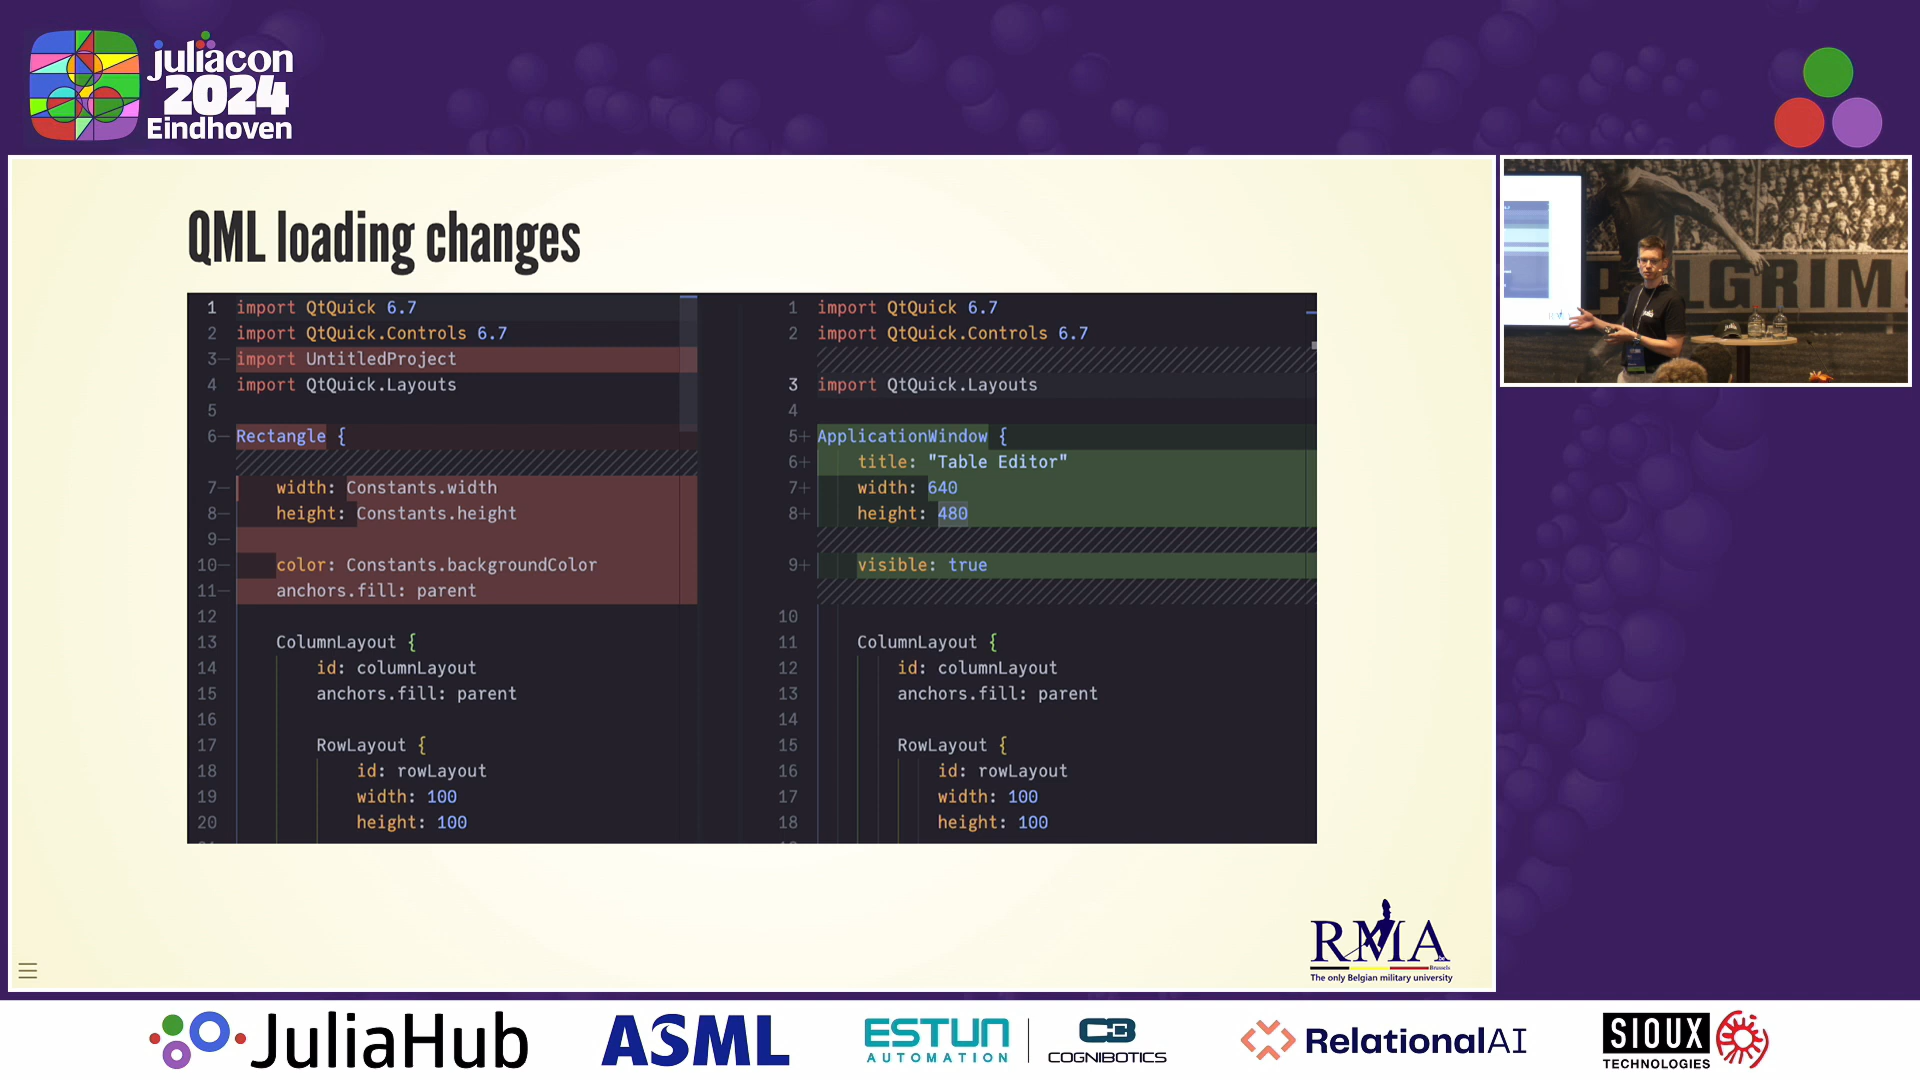 juliacon
2024
Eindhoven
QML loading changes
1 import QtQuick 6.7
2 import QtQuick.Controls 6.7
3— import UntitledProject
4 import QtQuick.Layouts
5
6— Rectangle {
7— width: Constants.width
8— height: Constants.height
9—
10— color: Constants.backgroundColor
11— anchors.fill: parent
12
13 ColumnLayout {
14 id: columnLayout
15 anchors.fill: parent
16
17 RowLayout {
18 id: rowLayout
19 width: 100
20 height: 100
1 import QtQuick 6.7
2 import QtQuick.Controls 6.7
3 import QtQuick.Layouts
4
5+ ApplicationWindow {
6+ title: "Table Editor"
7+ width: 640
8+ height: 480
9+ visible: true
10
11 ColumnLayout {
12 id: columnLayout
13 anchors.fill: parent
14
15 RowLayout {
16 id: rowLayout
17 width: 100
18 height: 100
PELGRIM
RMA
Brussels
The only Belgian military university
JuliaHub
ASML
ESTUN
AUTOMATION
COGNIBOTICS
RelationalAI
SIOUX
TECHNOLOGIES